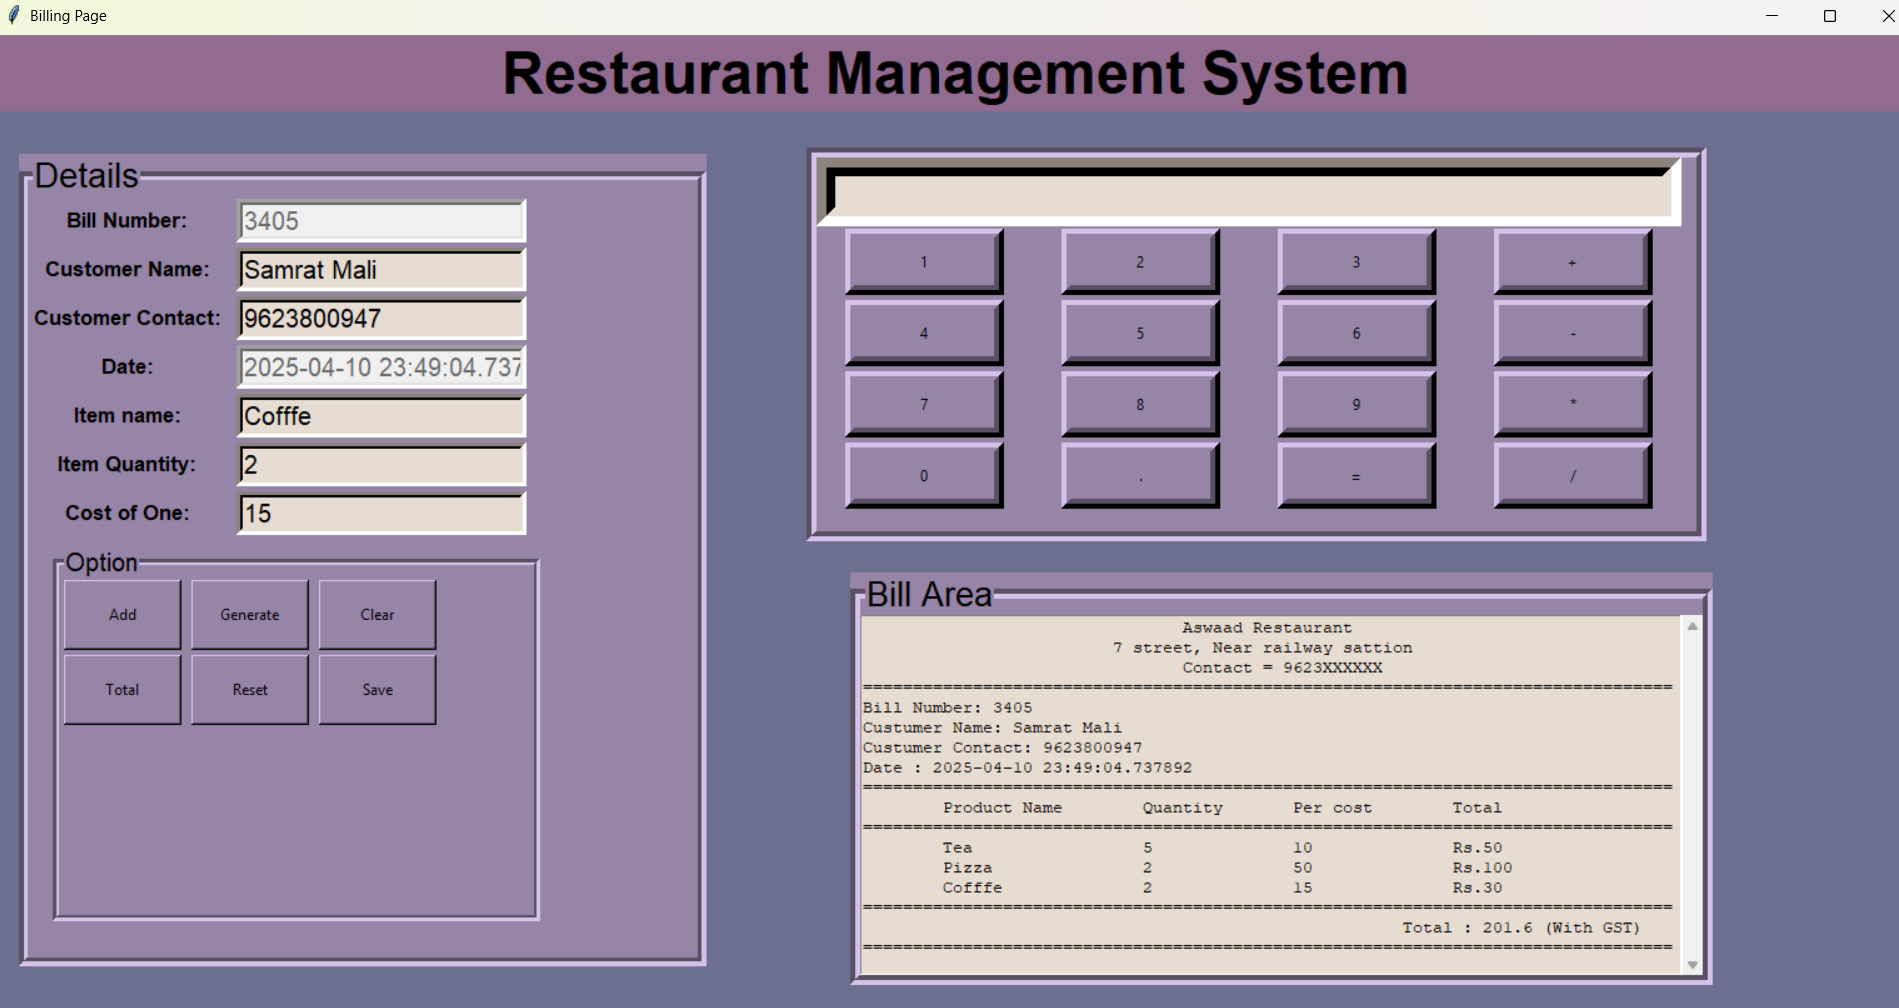 Billing Page
Restaurant Management System
Details
Bill Number: 3405
Customer Name: Samrat Mali
Customer Contact: 9623800947
Date: 2025-04-10 23:49:04.737
Item name: Cofffe
Item Quantity: 2
Cost of One: 15
Option
Add Generate Clear
Total Reset Save
1 2 3 +
4 5 6 -
7 8 9 *
0 . = /
Bill Area
Aswaad Restaurant
7 street, Near railway sattion
Contact = 9623XXXXXX
=================================================================================
Bill Number: 3405
Custumer Name: Samrat Mali
Custumer Contact: 9623800947
Date : 2025-04-10 23:49:04.737892
=================================================================================
Product Name Quantity Per cost Total
=================================================================================
Tea 5 10 Rs.50
Pizza 2 50 Rs.100
Cofffe 2 15 Rs.30
=================================================================================
Total : 201.6 (With GST)
=================================================================================